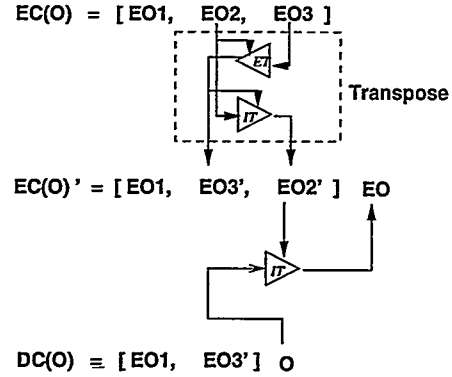 EC(O) = [ EO1, EO2, EO3 ]
ET
Transpose
IT
EC(O)' = [ EO1, EO3', EO2' ] EO
IT
DC(O) = [ EO1, EO3' ] O